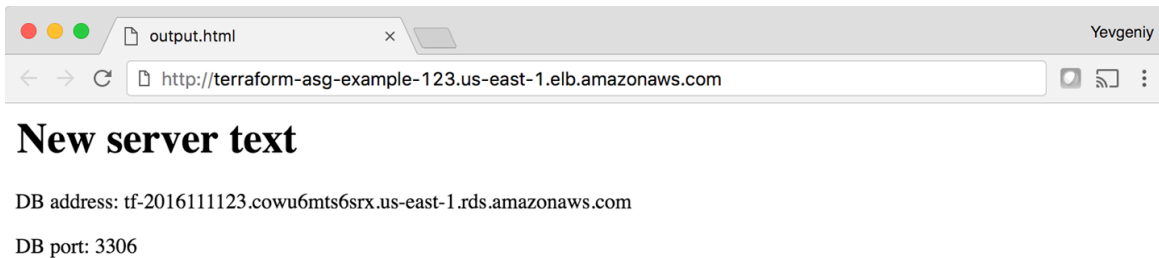 output.html
Yevgeniy
http://terraform-asg-example-123.us-east-1.elb.amazonaws.com
New server text
DB address: tf-2016111123.cowu6mts6srx.us-east-1.rds.amazonaws.com
DB port: 3306